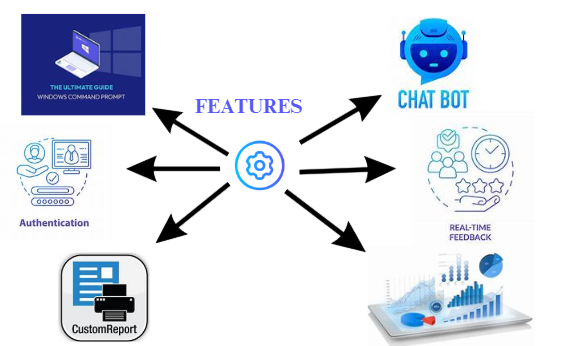 THE ULTIMATE GUIDE
WINDOWS COMMAND PROMPT
FEATURES
CHAT BOT
Authentication
REAL-TIME
FEEDBACK
CustomReport